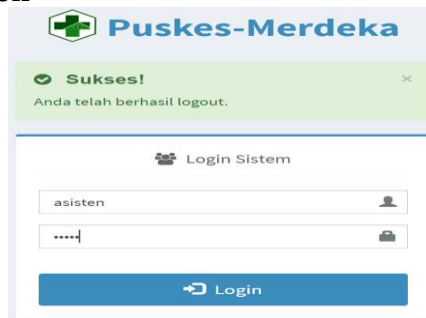 Puskes-Merdeka
Sukses!
×
Anda telah berhasil logout.
Login Sistem
asisten
•••••
Login